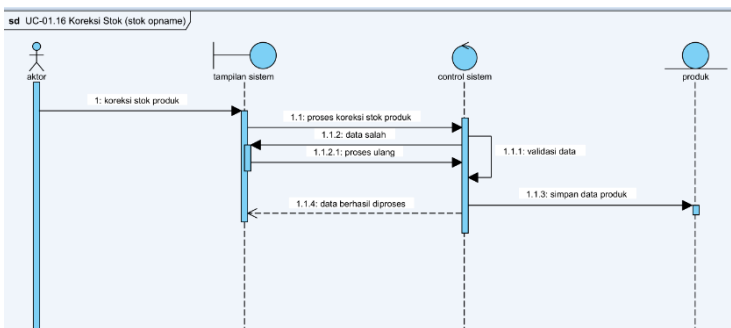 sd UC-01.16 Koreksi Stok (stok opname)
aktor
tampilan sistem
control sistem
produk
1: koreksi stok produk
1.1: proses koreksi stok produk
1.1.2: data salah
1.1.2.1: proses ulang
1.1.1: validasi data
1.1.3: simpan data produk
1.1.4: data berhasil diproses